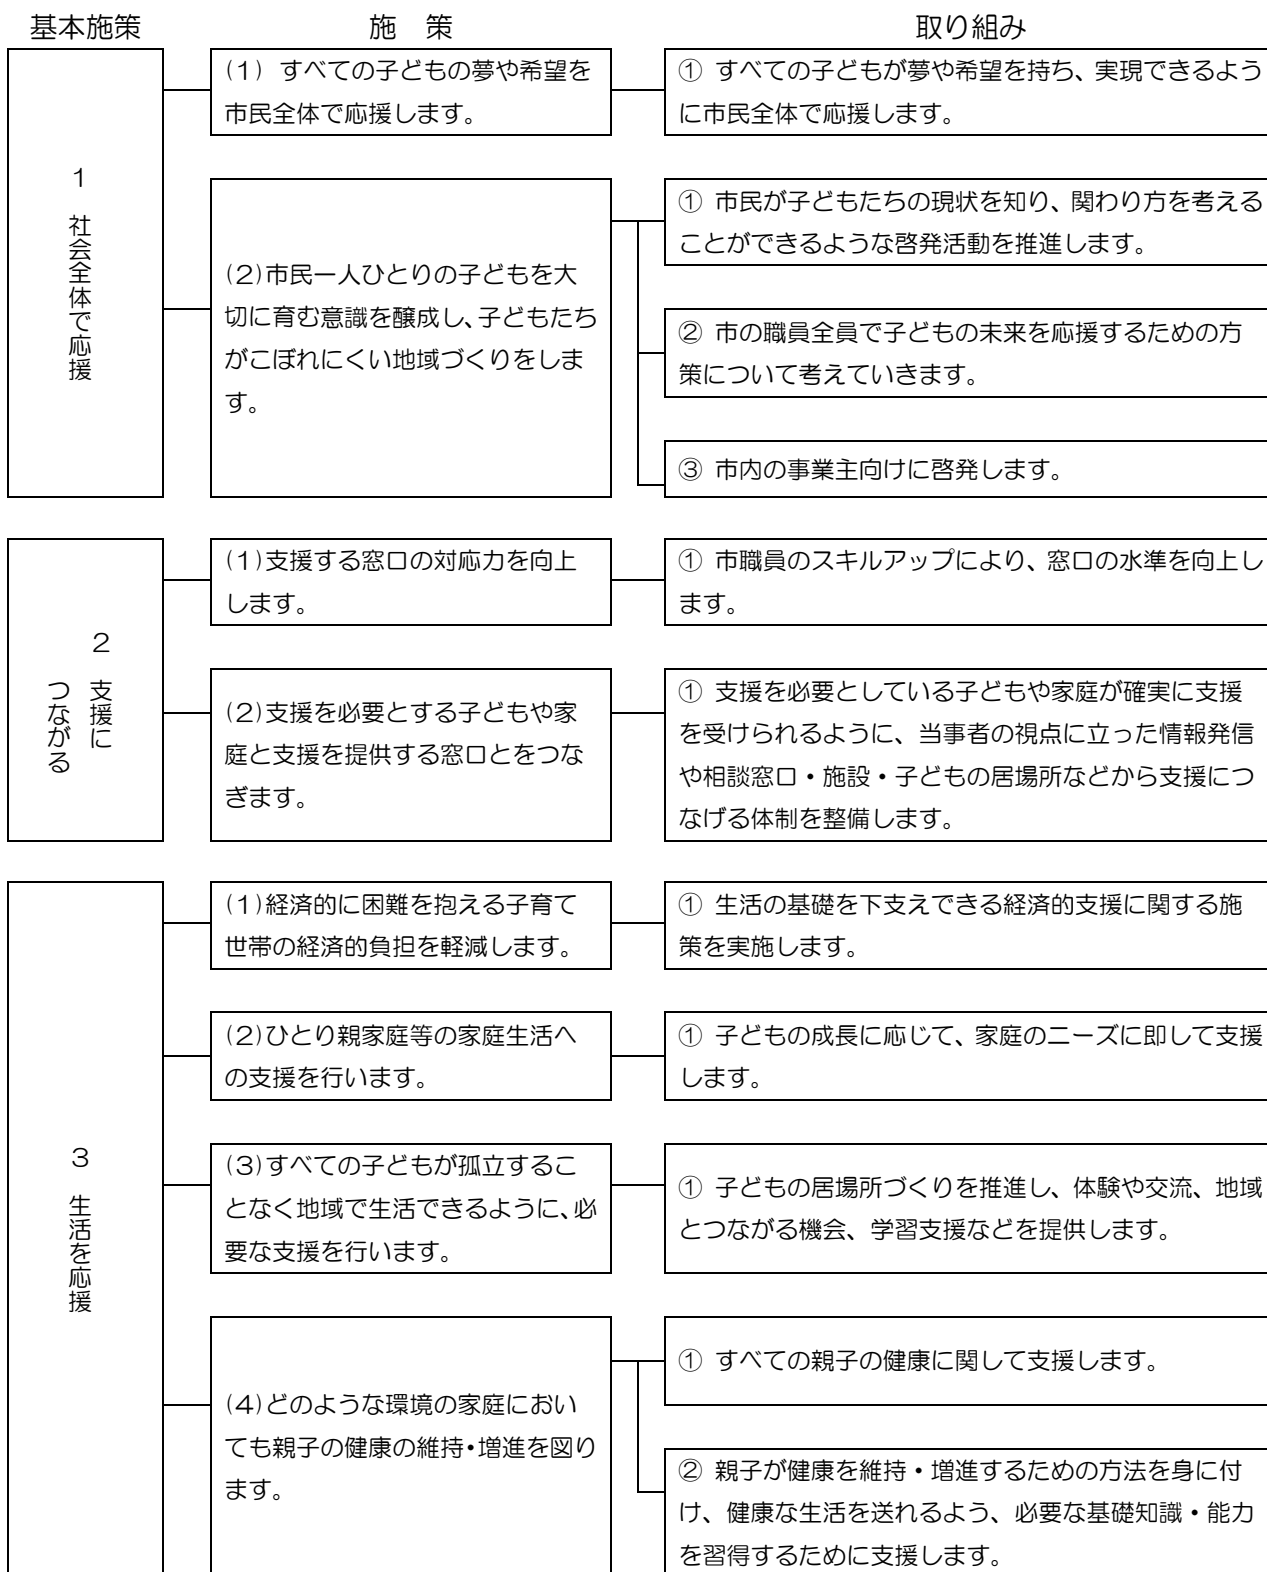 基本施策
施　策
取り組み
1　社会全体で応援
(1) すべての子どもの夢や希望を
市民全体で応援します。
① すべての子どもが夢や希望を持ち、実現できるよう
に市民全体で応援します。
(2)市民一人ひとりの子どもを大
切に育む意識を醸成し、子どもたち
がこぼれにくい地域づくりをしま
す。
① 市民が子どもたちの現状を知り、関わり方を考える
ことができるような啓発活動を推進します。
② 市の職員全員で子どもの未来を応援するための方
策について考えていきます。
③ 市内の事業主向けに啓発します。
2　支援に
つながる
(1)支援する窓口の対応力を向上
します。
① 市職員のスキルアップにより、窓口の水準を向上し
ます。
(2)支援を必要とする子どもや家
庭と支援を提供する窓口とをつな
ぎます。
① 支援を必要としている子どもや家庭が確実に支援
を受けられるように、当事者の視点に立った情報発信
や相談窓口・施設・子どもの居場所などから支援につ
なげる体制を整備します。
3　生活を応援
(1)経済的に困難を抱える子育て
世帯の経済的負担を軽減します。
① 生活の基礎を下支えできる経済的支援に関する施
策を実施します。
(2)ひとり親家庭等の家庭生活へ
の支援を行います。
① 子どもの成長に応じて、家庭のニーズに即して支援
します。
(3)すべての子どもが孤立するこ
となく地域で生活できるように、必
要な支援を行います。
① 子どもの居場所づくりを推進し、体験や交流、地域
とつながる機会、学習支援などを提供します。
(4)どのような環境の家庭におい
ても親子の健康の維持・増進を図り
ます。
① すべての親子の健康に関して支援します。
② 親子が健康を維持・増進するための方法を身に付
け、健康な生活を送れるよう、必要な基礎知識・能力
を習得するために支援します。